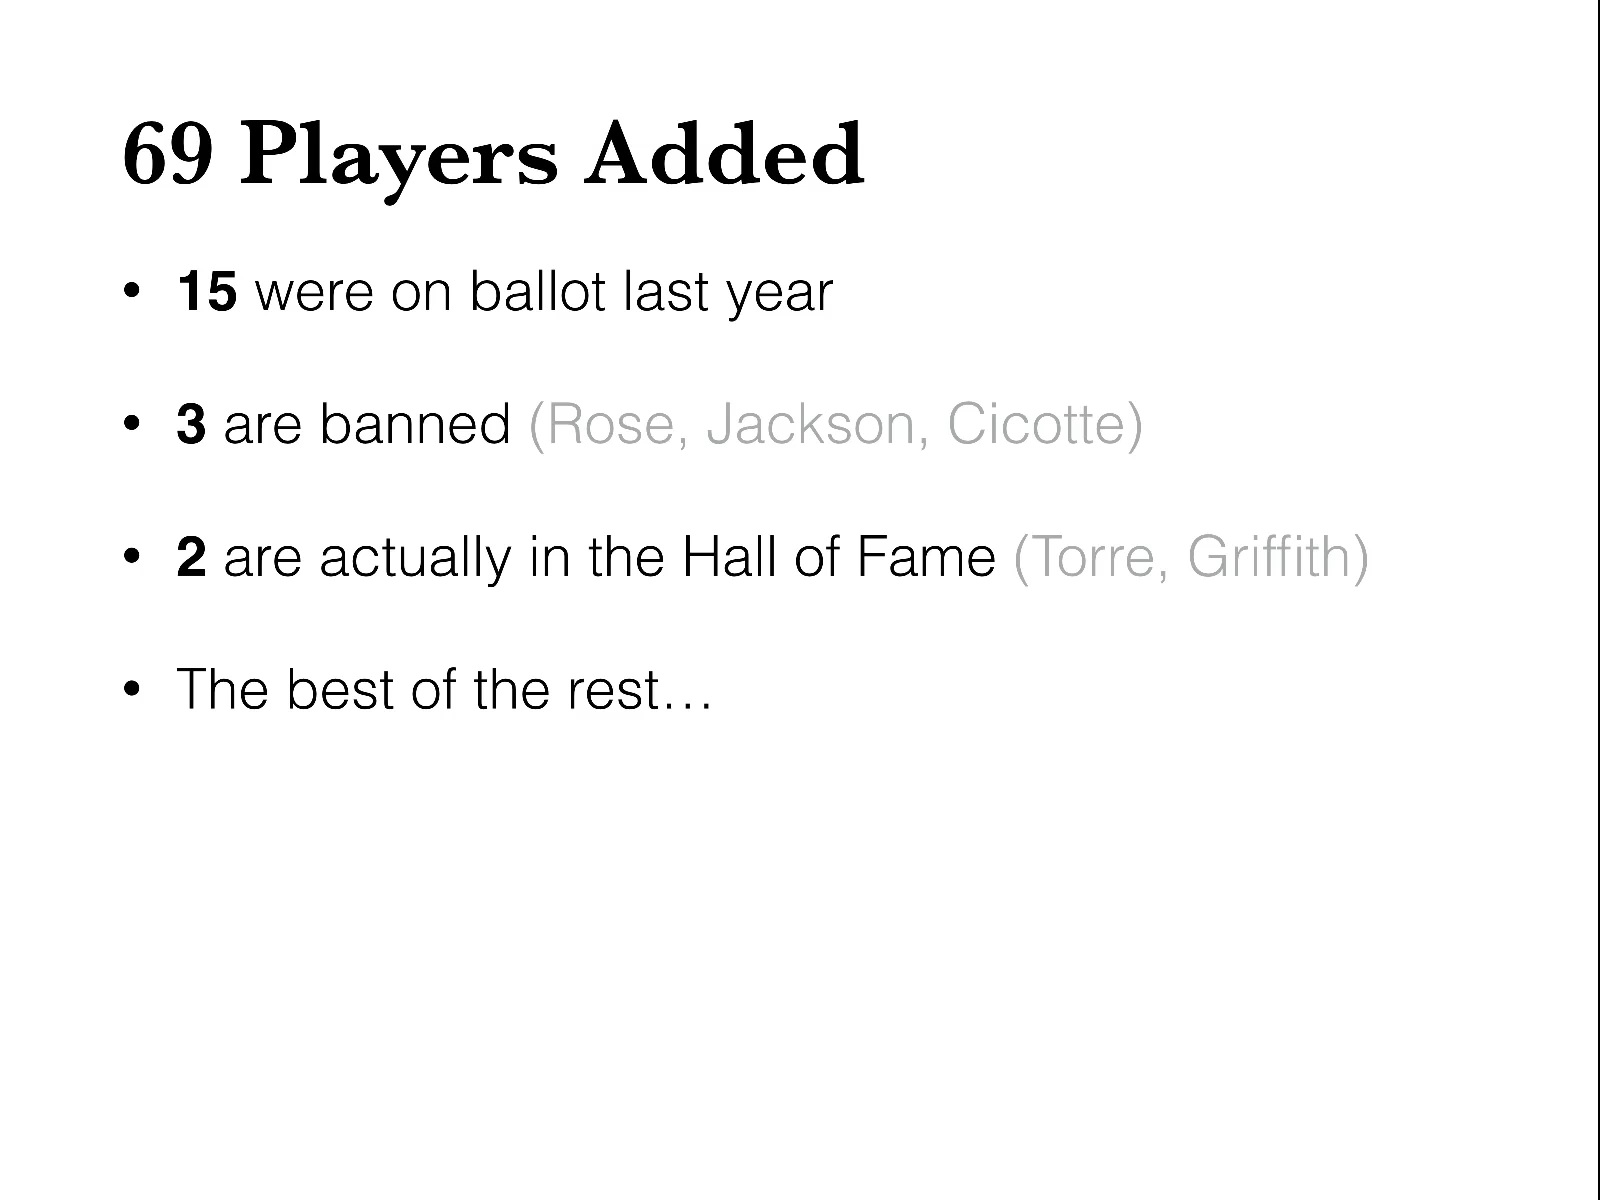 69 Players Added
• 15 were on ballot last year
• 3 are banned (Rose, Jackson, Cicotte)
• 2 are actually in the Hall of Fame (Torre, Griffith)
• The best of the rest…